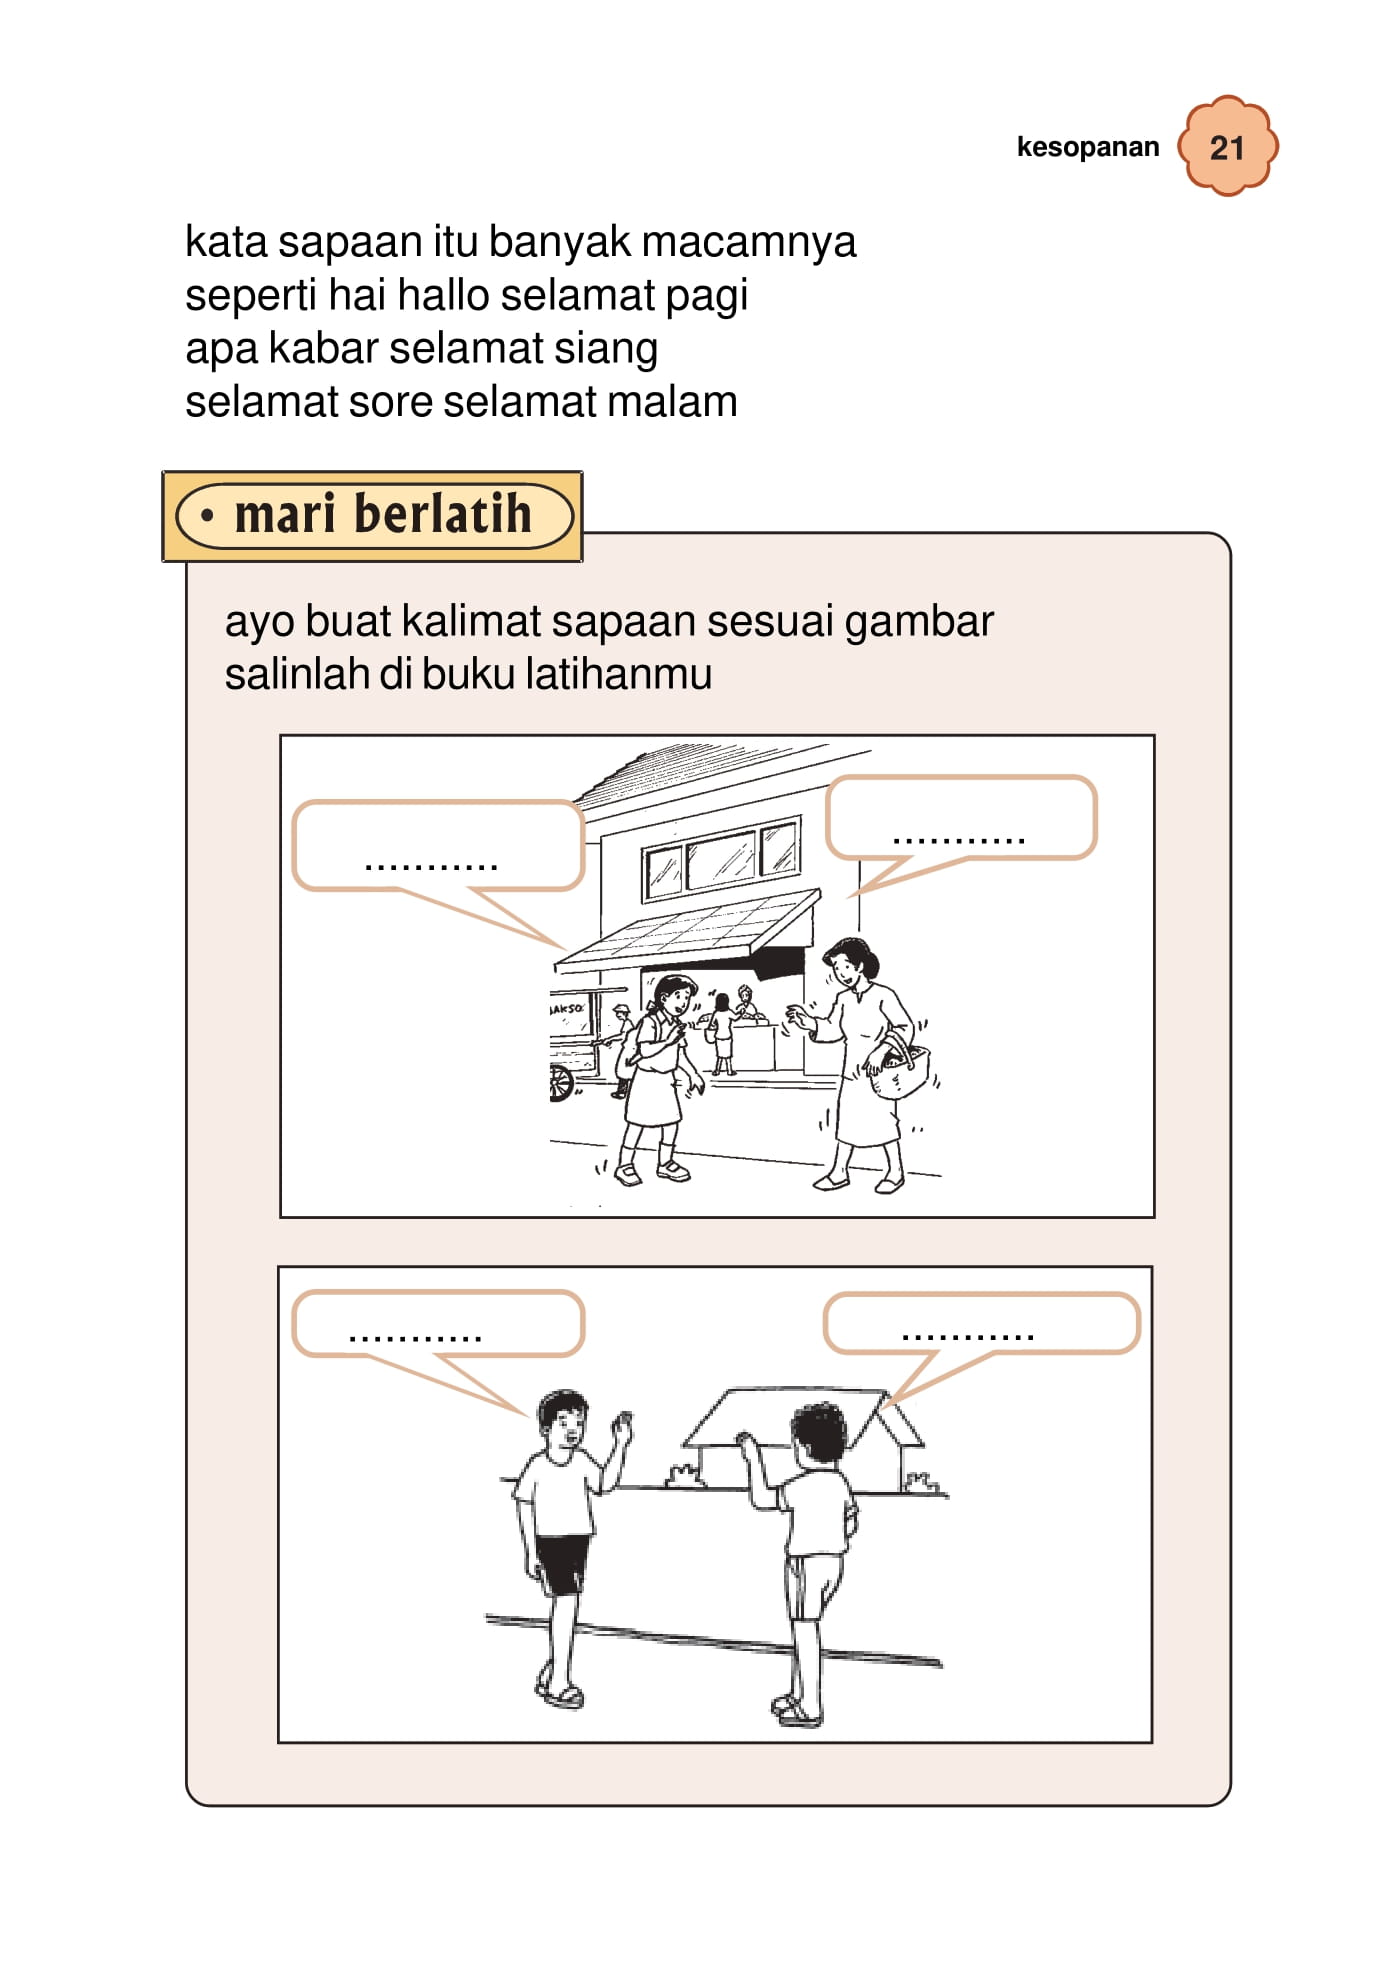 kesopanan 21
kata sapaan itu banyak macamnya
seperti hai hallo selamat pagi
apa kabar selamat siang
selamat sore selamat malam
• mari berlatih
ayo buat kalimat sapaan sesuai gambar
salinlah di buku latihanmu
...........
...........
AKSO
...........
...........